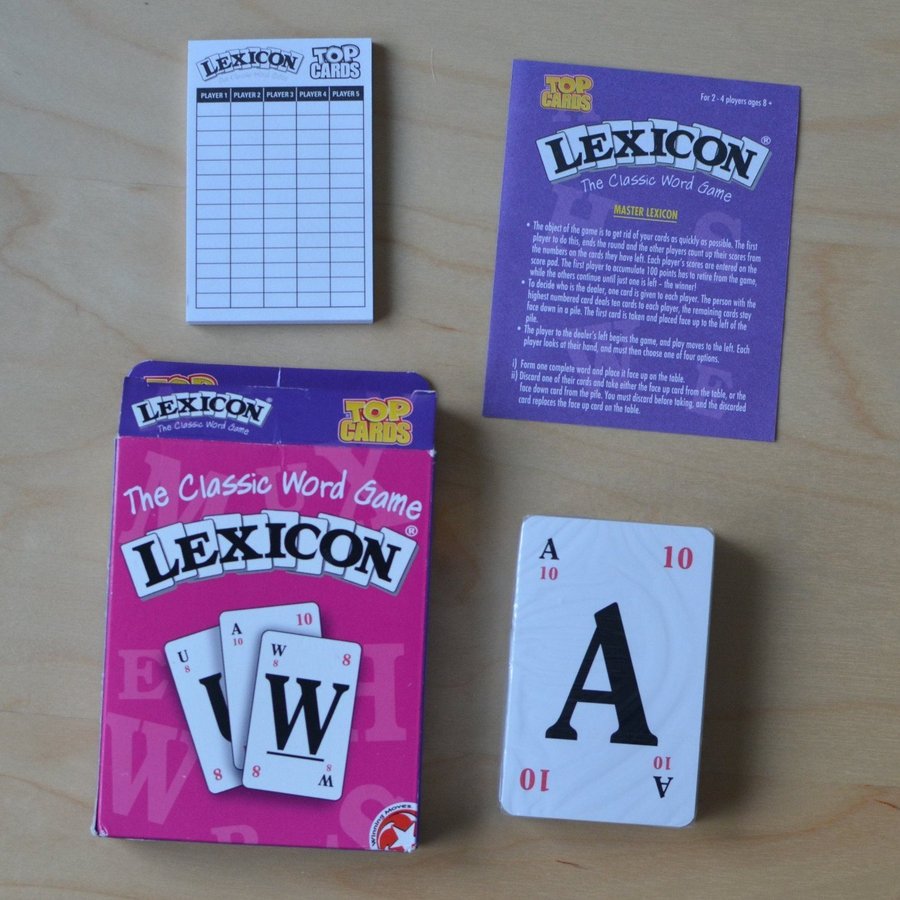 LEXICON
TOP CARDS
PLAYER 1 PLAYER 2 PLAYER 3 PLAYER 4 PLAYER 5
TOP CARDS
For 2 - 4 players ages 8 +
LEXICON®
The Classic Word Game
MASTER LEXICON
• The object of the game is to get rid of your cards as quickly as possible. The first
player to do this, ends the round and the other players count up their scores from
the numbers on the cards they have left. Each player's scores are entered on the
score pad. The first player to accumulate 100 points has to retire from the game,
while the others continue until just one is left - the winner!
• To decide who is the dealer, one card is given to each player. The person with the
highest numbered card deals ten cards to each player, the remaining cards stay
face down in a pile. The first card is taken and placed face up to the left of the
pile.
• The player to the dealer's left begins the game, and play moves to the left. Each
player looks at their hand, and must then choose one of four options.
i) Form one complete word and place it face up on the table.
ii) Discard one of their cards and take either the face up card from the table, or the
face down card from the pile. You must discard before taking, and the discarded
card replaces the face up card on the table.
TOP
LEXICON®
The Classic Word Game
TOP CARDS
The Classic Word Game
LEXICON®
U
8
U
8
A
10
10
8
W
8
8
W
8
W
Winning Moves
A
10
10
A
10
10
A